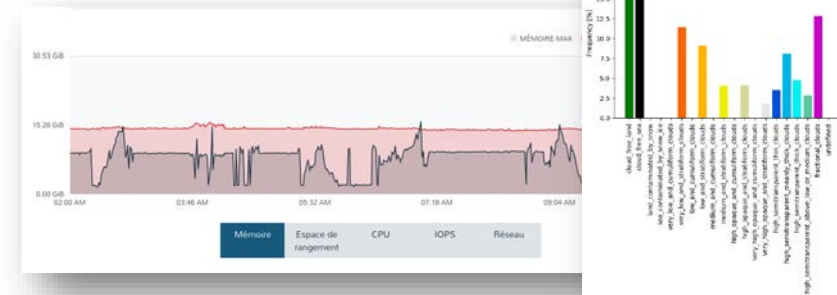 MÉMOIRE MAX
30.53 GiB
15.26 GiB
0.00 GiB
02:00 AM
03:46 AM
05:32 AM
07:18 AM
09:04 AM
Mémoire
Espace de
rangement
CPU
IOPS
Réseau
Frequency [%]
12.5
10.0
7.5
5.0
2.5
0.0
cloud_free_land
cloud_free_sea
land_contaminated_by_snow
sea_contaminated_by_snow_ice
very_low_and_cumuliform_clouds
very_low_and_stratiform_clouds
low_and_cumuliform_clouds
low_and_stratiform_clouds
medium_and_cumuliform_clouds
medium_and_stratiform_clouds
high_opaque_and_cumuliform_clouds
high_opaque_and_stratiform_clouds
very_high_opaque_and_cumuliform_clouds
very_high_opaque_and_stratiform_clouds
high_semitransparent_thin_clouds
high_semitransparent_meanly_thick_clouds
high_semitransparent_thick_clouds
high_semitransparent_above_low_or_medium_clouds
fractional_clouds
undefined